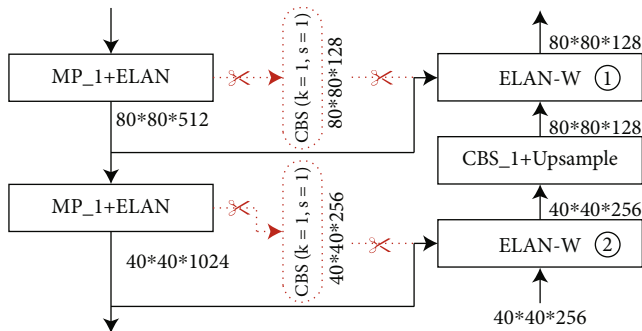 80*80*128
MP_1+ELAN
CBS (k = 1, s = 1)
80*80*128
ELAN-W 1
80*80*512
80*80*128
CBS_1+Upsample
MP_1+ELAN
CBS (k = 1, s = 1)
40*40*256
40*40*256
ELAN-W 2
40*40*1024
40*40*256